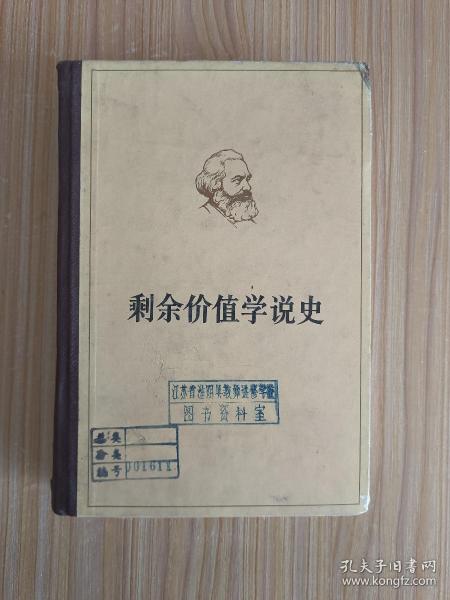 剩余价值学说史
江苏省淮阴县教师进修学校
图书资料室
总类
分类
编号
001611
孔夫子旧书网
www.kongfz.com